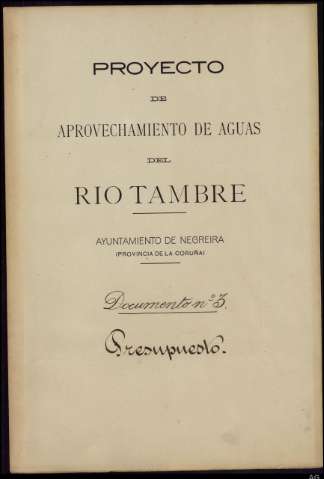 PROYECTO
DE
APROVECHAMIENTO DE AGUAS
DEL
RIO TAMBRE
AYUNTAMIENTO DE NEGREIRA
(PROVINCIA DE LA CORUÑA)
Documento nº 3.
Presupuesto.
AG